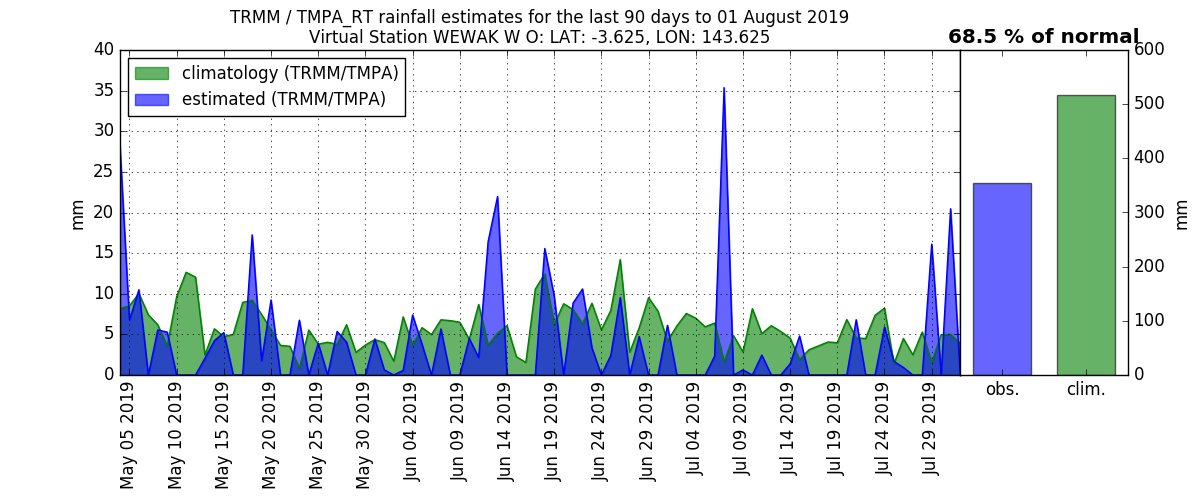 TRMM / TMPA_RT rainfall estimates for the last 90 days to 01 August 2019
Virtual Station WEWAK W O: LAT: -3.625, LON: 143.625
68.5 % of normal
climatology (TRMM/TMPA)
estimated (TRMM/TMPA)
40
35
30
25
20
15
10
5
0
mm
600
500
400
300
200
100
0
mm
May 05 2019
May 10 2019
May 15 2019
May 20 2019
May 25 2019
May 30 2019
Jun 04 2019
Jun 09 2019
Jun 14 2019
Jun 19 2019
Jun 24 2019
Jun 29 2019
Jul 04 2019
Jul 09 2019
Jul 14 2019
Jul 19 2019
Jul 24 2019
Jul 29 2019
obs.
clim.